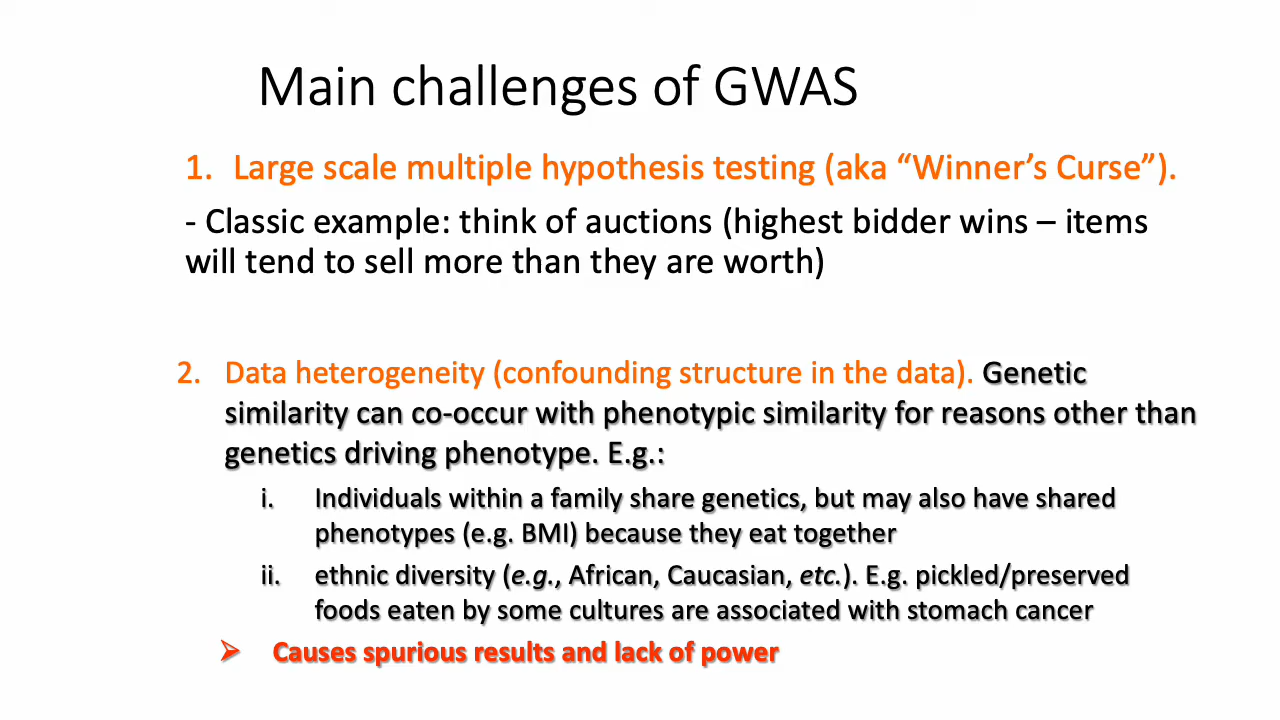 Main challenges of GWAS
1. Large scale multiple hypothesis testing (aka “Winner’s Curse”).
- Classic example: think of auctions (highest bidder wins – items
will tend to sell more than they are worth)
2. Data heterogeneity (confounding structure in the data). Genetic
similarity can co-occur with phenotypic similarity for reasons other than
genetics driving phenotype. E.g.:
i. Individuals within a family share genetics, but may also have shared
phenotypes (e.g. BMI) because they eat together
ii. ethnic diversity (e.g., African, Caucasian, etc.). E.g. pickled/preserved
foods eaten by some cultures are associated with stomach cancer
➢ Causes spurious results and lack of power